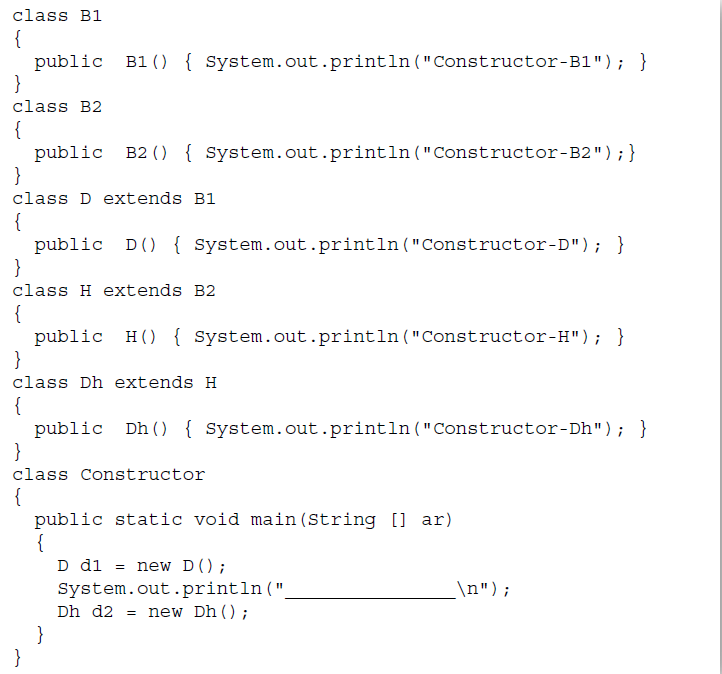 class B1
{
  public  B1() { System.out.println("Constructor-B1"); }
}
class B2
{
  public  B2() { System.out.println("Constructor-B2");}
}
class D extends B1
{
  public  D() { System.out.println("Constructor-D"); }
}
class H extends B2
{
  public  H() { System.out.println("Constructor-H"); }
}
class Dh extends H
{
  public  Dh() { System.out.println("Constructor-Dh"); }
}
class Constructor
{
  public static void main(String [] ar)
  {
    D d1 = new D();
    System.out.println("_______________\n");
    Dh d2 = new Dh();
  }
}